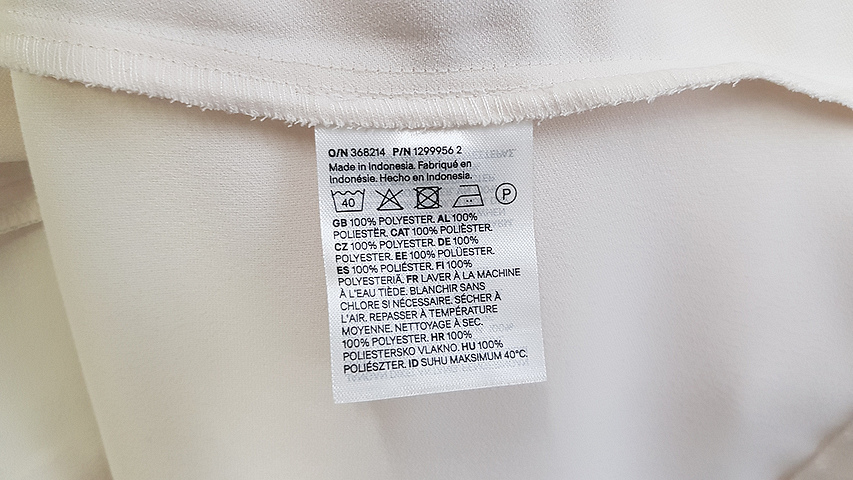 O/N 368214 P/N 1299956 2
Made in Indonesia. Fabriqué en
Indonésie. Hecho en Indonesia.
40 P
GB 100% POLYESTER. AL 100%
POLIESTËR. CAT 100% POLIÈSTER.
CZ 100% POLYESTER. DE 100%
POLYESTER. EE 100% POLÜESTER.
ES 100% POLIÉSTER. FI 100%
POLYESTERIÄ. FR LAVER À LA MACHINE
À L'EAU TIÈDE. BLANCHIR SANS
CHLORE SI NÉCESSAIRE. SÉCHER À
L'AIR. REPASSER À TEMPÉRATURE
MOYENNE. NETTOYAGE À SEC.
100% POLYESTER. HR 100%
POLIESTERSKO VLAKNO. HU 100%
POLIÉSZTER. ID SUHU MAKSIMUM 40°C.